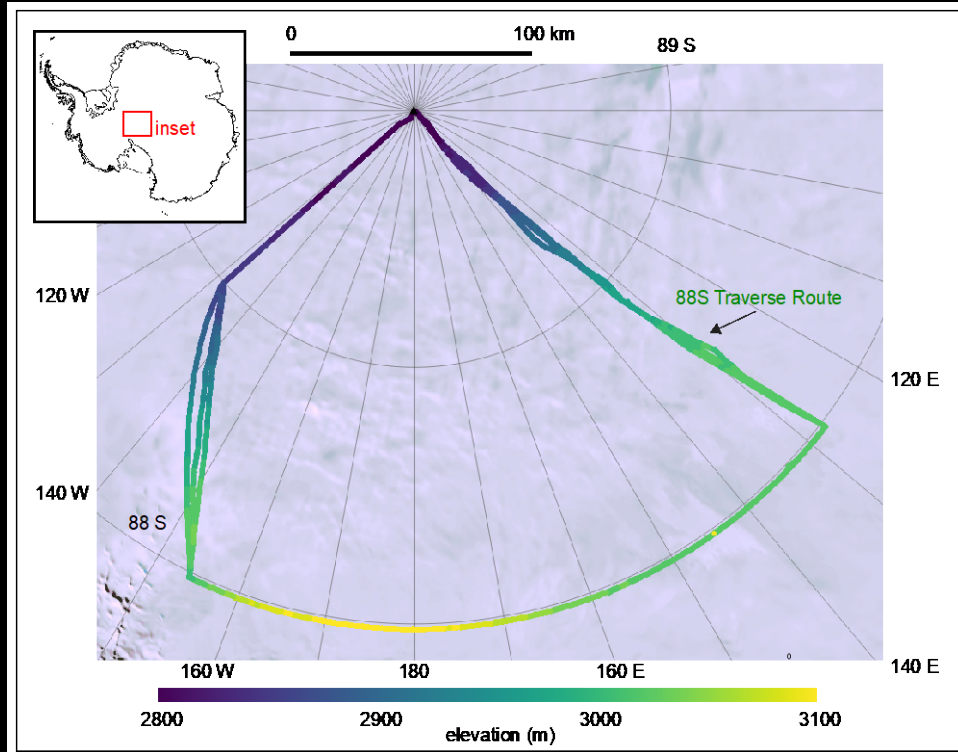 0 100 km
89 S
inset
120 W
88S Traverse Route
120 E
140 W
88 S
160 W 180 160 E
140 E
2800 2900 3000 3100
elevation (m)